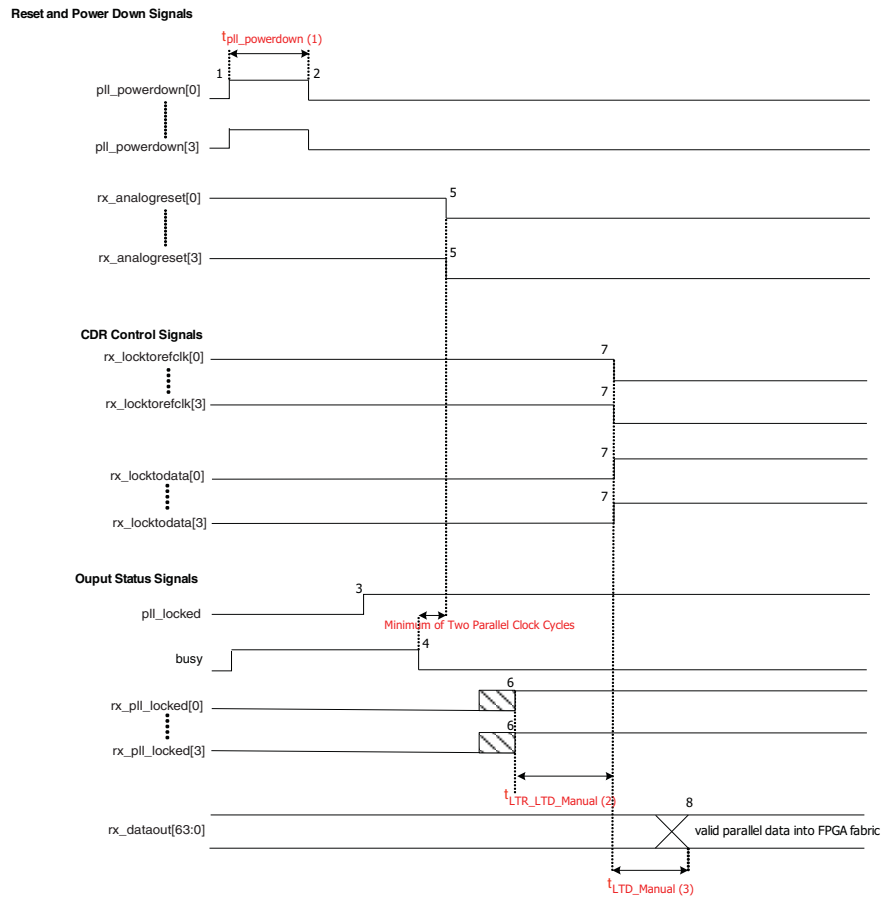 Reset and Power Down Signals
tpll_powerdown (1)
1
2
pll_powerdown[0]
pll_powerdown[3]
rx_analogreset[0]
5
rx_analogreset[3]
5
CDR Control Signals
rx_locktorefclk[0]
7
rx_locktorefclk[3]
7
rx_locktodata[0]
7
rx_locktodata[3]
7
Ouput Status Signals
pll_locked
3
Minimum of Two Parallel Clock Cycles
busy
4
rx_pll_locked[0]
6
rx_pll_locked[3]
6
tLTR_LTD_Manual (2)
rx_dataout[63:0]
8
valid parallel data into FPGA fabric
tLTD_Manual (3)